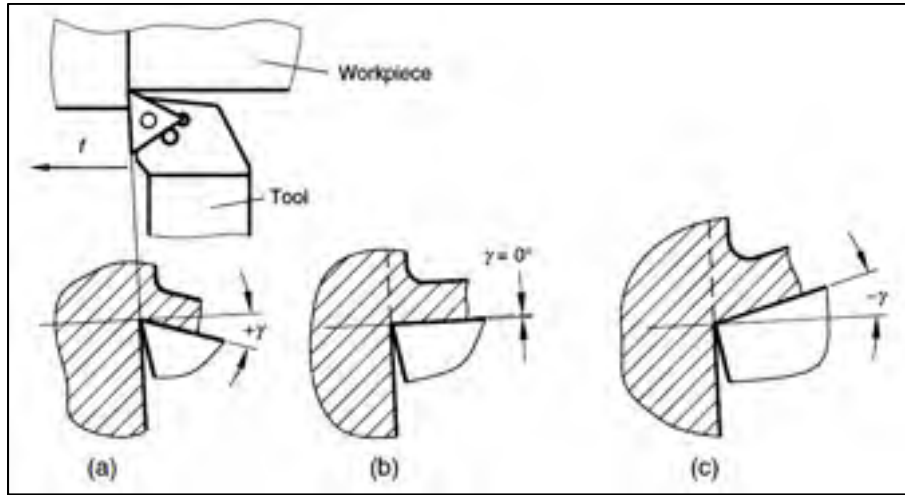 Workpiece
f
Tool
γ = 0°
+γ
−γ
(a)
(b)
(c)